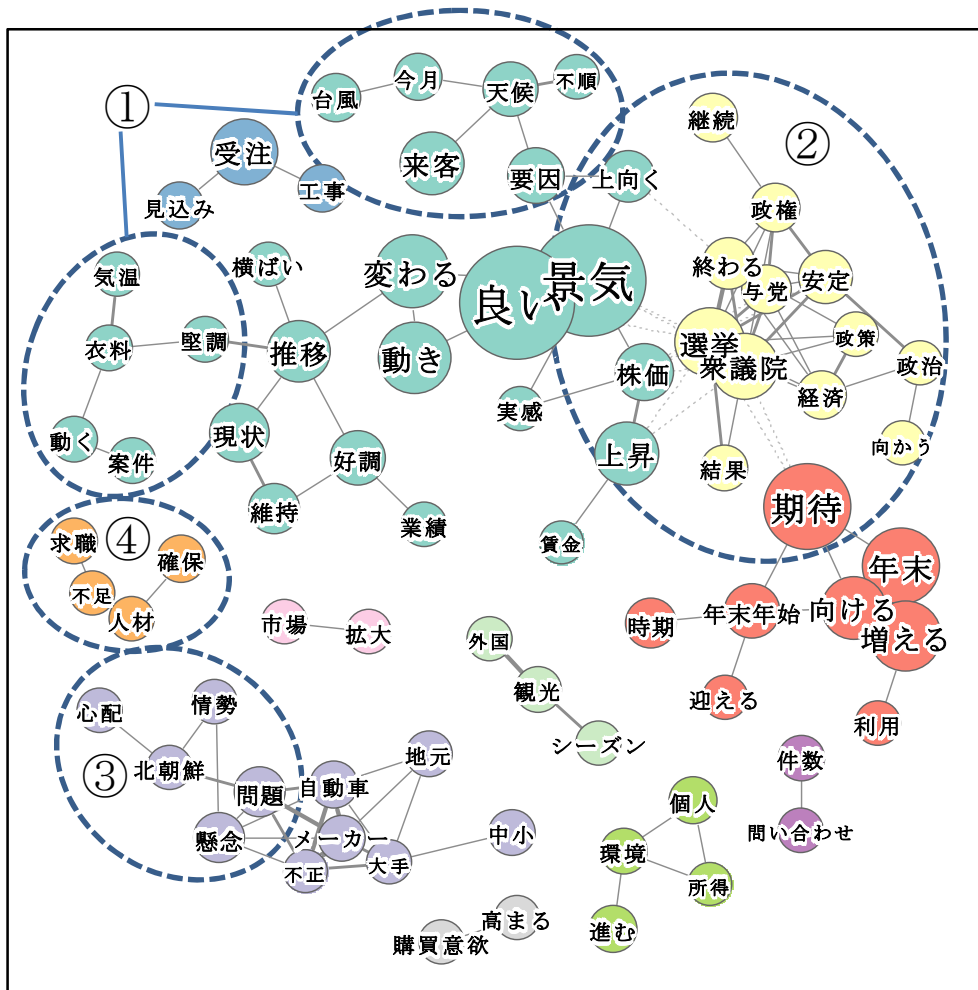 ①
台風
今月
天候
不順
来客
要因
上向く
受注
見込み
工事
②
継続
政権
終わる
与党
安定
選挙
衆議院
政策
政治
経済
向かう
結果
気温
衣料
堅調
動く
案件
横ばい
変わる
推移
動き
良い
景気
現状
好調
維持
業績
実感
株価
上昇
賃金
期待
年末
年末年始
向ける
増える
時期
迎える
利用
④
求職
不足
確保
人材
市場
拡大
外国
観光
シーズン
③
心配
情勢
北朝鮮
問題
自動車
地元
懸念
メーカー
不正
大手
中小
件数
問い合わせ
個人
環境
所得
進む
高まる
購買意欲